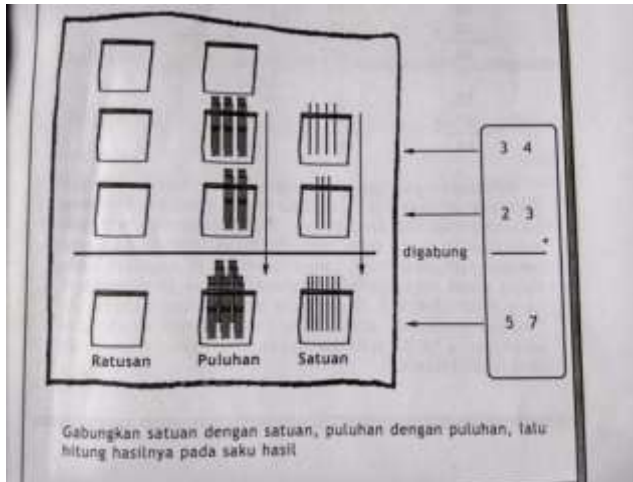 3 4
2 3
digabung
+
5 7
Ratusan Puluhan Satuan
Gabungkan satuan dengan satuan, puluhan dengan puluhan, lalu
hitung hasilnya pada saku hasil